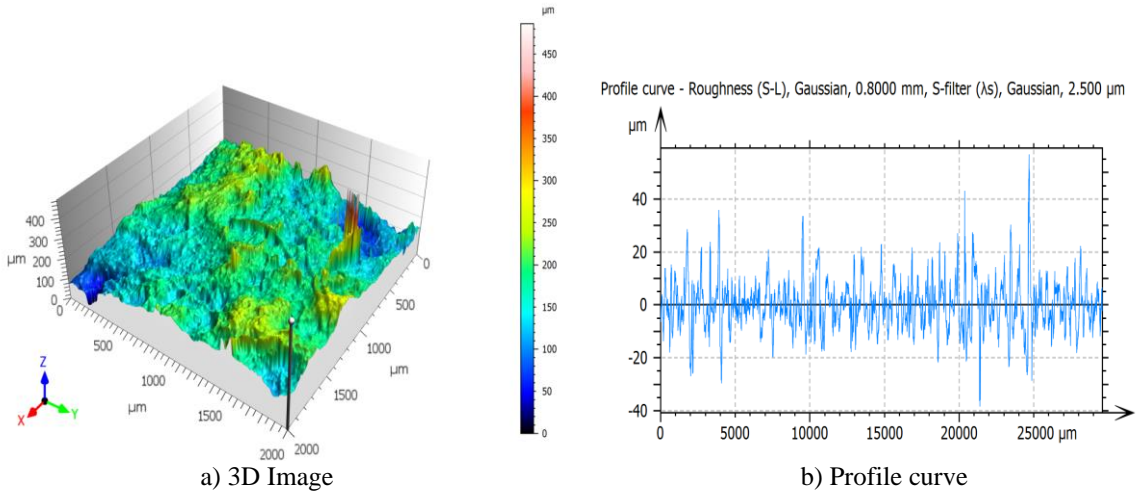 µm
450
400
350
300
250
200
150
100
50
0
400
300
µm
200
100
0
0
500
500
1000
1000
µm
µm
1500
1500
2000
2000
Z
X
Y
a) 3D Image
Profile curve - Roughness (S-L), Gaussian, 0.8000 mm, S-filter (λs), Gaussian, 2.500 µm
µm
40
20
0
-20
-40
0 5000 10000 15000 20000 25000 µm
b) Profile curve